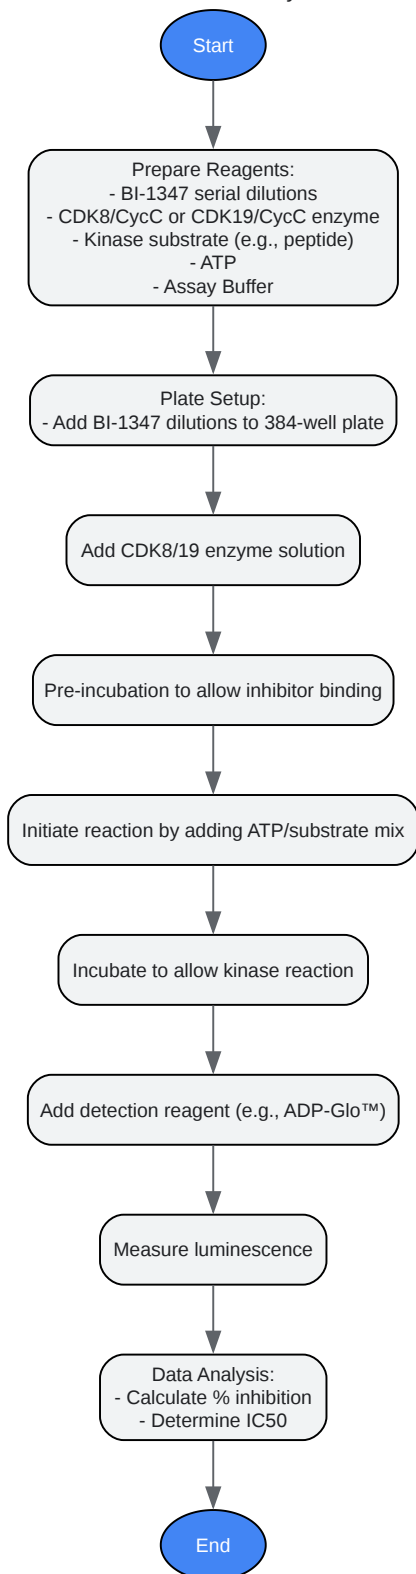 Start
Prepare Reagents:
- BI-1347 serial dilutions
- CDK8/CycC or CDK19/CycC enzyme
- Kinase substrate (e.g., peptide)
- ATP
- Assay Buffer
Plate Setup:
- Add BI-1347 dilutions to 384-well plate
Add CDK8/19 enzyme solution
Pre-incubation to allow inhibitor binding
Initiate reaction by adding ATP/substrate mix
Incubate to allow kinase reaction
Add detection reagent (e.g., ADP-Glo™)
Measure luminescence
Data Analysis:
- Calculate % inhibition
- Determine IC50
End